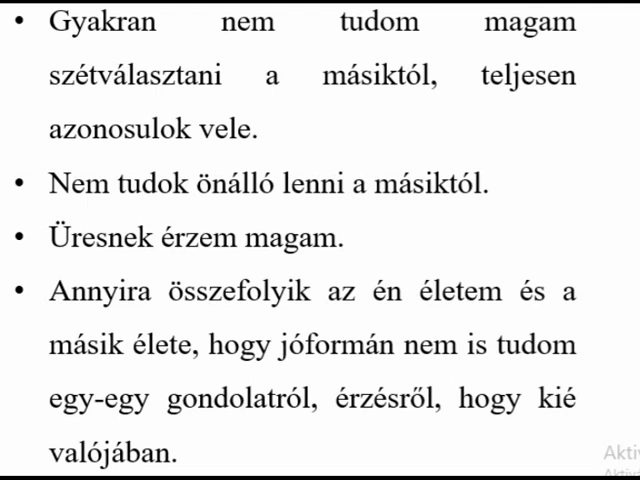 • Gyakran nem tudom magam
szétválasztani a másiktól, teljesen
azonosulok vele.
• Nem tudok önálló lenni a másiktól.
• Üresnek érzem magam.
• Annyira összefolyik az én életem és a
másik élete, hogy jóformán nem is tudom
egy-egy gondolatról, érzésről, hogy kié
valójában.